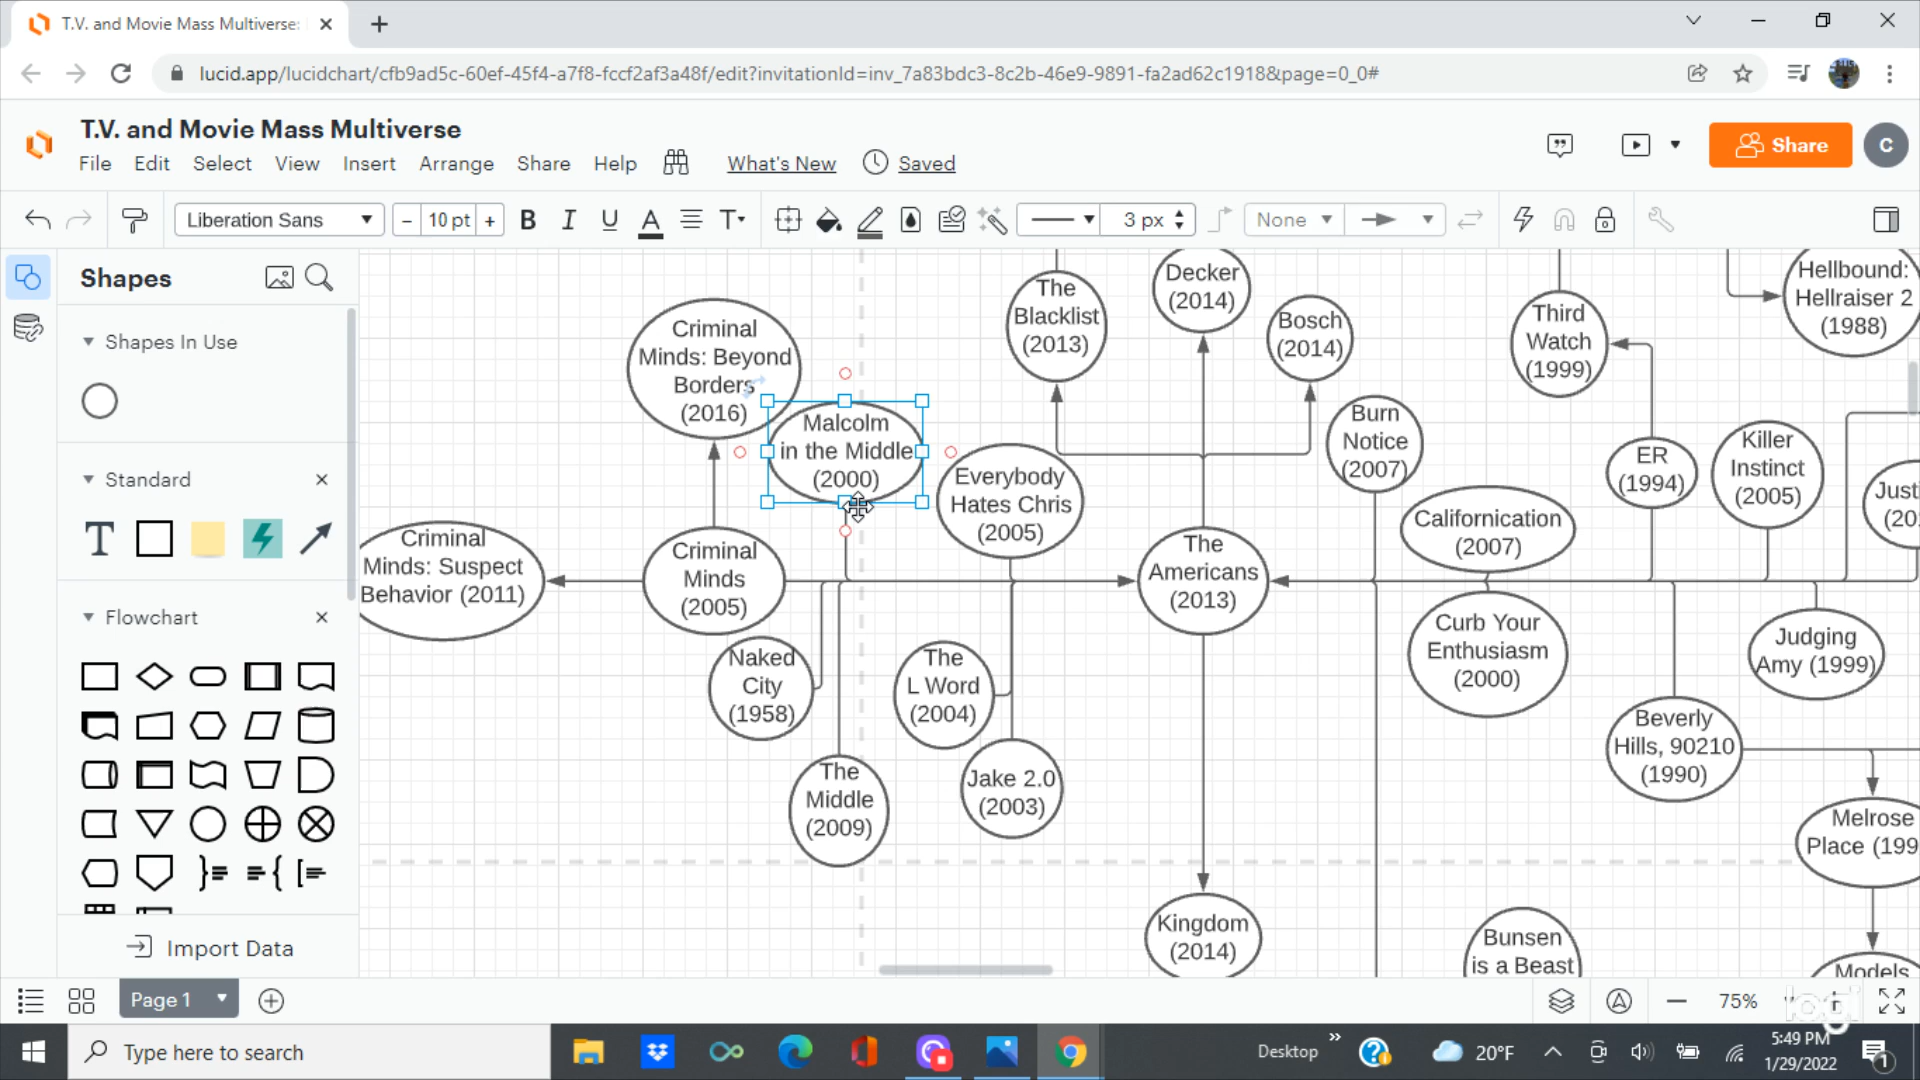 T.V. and Movie Mass Multiverse:
lucid.app/lucidchart/cfb9ad5c-60ef-45f4-a7f8-fccf2af3a48f/edit?invitationId=inv_7a83bdc3-8c2b-46e9-9891-fa2ad62c1918&page=0_0#
T.V. and Movie Mass Multiverse
File Edit Select View Insert Arrange Share Help What's New Saved
Share
C
Liberation Sans
− 10 pt +
B I U A T
3 px
None
Shapes
Shapes In Use
Standard
T
Flowchart
Import Data
Criminal
Minds: Beyond
Borders
(2016)
Malcolm
in the Middle
(2000)
Everybody
Hates Chris
(2005)
The
Blacklist
(2013)
Decker
(2014)
Bosch
(2014)
Burn
Notice
(2007)
Third
Watch
(1999)
Hellbound:
Hellraiser 2
(1988)
ER
(1994)
Killer
Instinct
(2005)
Justi
(20
Californication
(2007)
Criminal
Minds: Suspect
Behavior (2011)
Criminal
Minds
(2005)
The
Americans
(2013)
Curb Your
Enthusiasm
(2000)
Judging
Amy (1999)
Naked
City
(1958)
The
L Word
(2004)
Beverly
Hills, 90210
(1990)
The
Middle
(2009)
Jake 2.0
(2003)
Melrose
Place (199
Kingdom
(2014)
Bunsen
is a Beast
Models
Page 1
75%
logi
Type here to search
Desktop
20°F
5:49 PM
1/29/2022
1